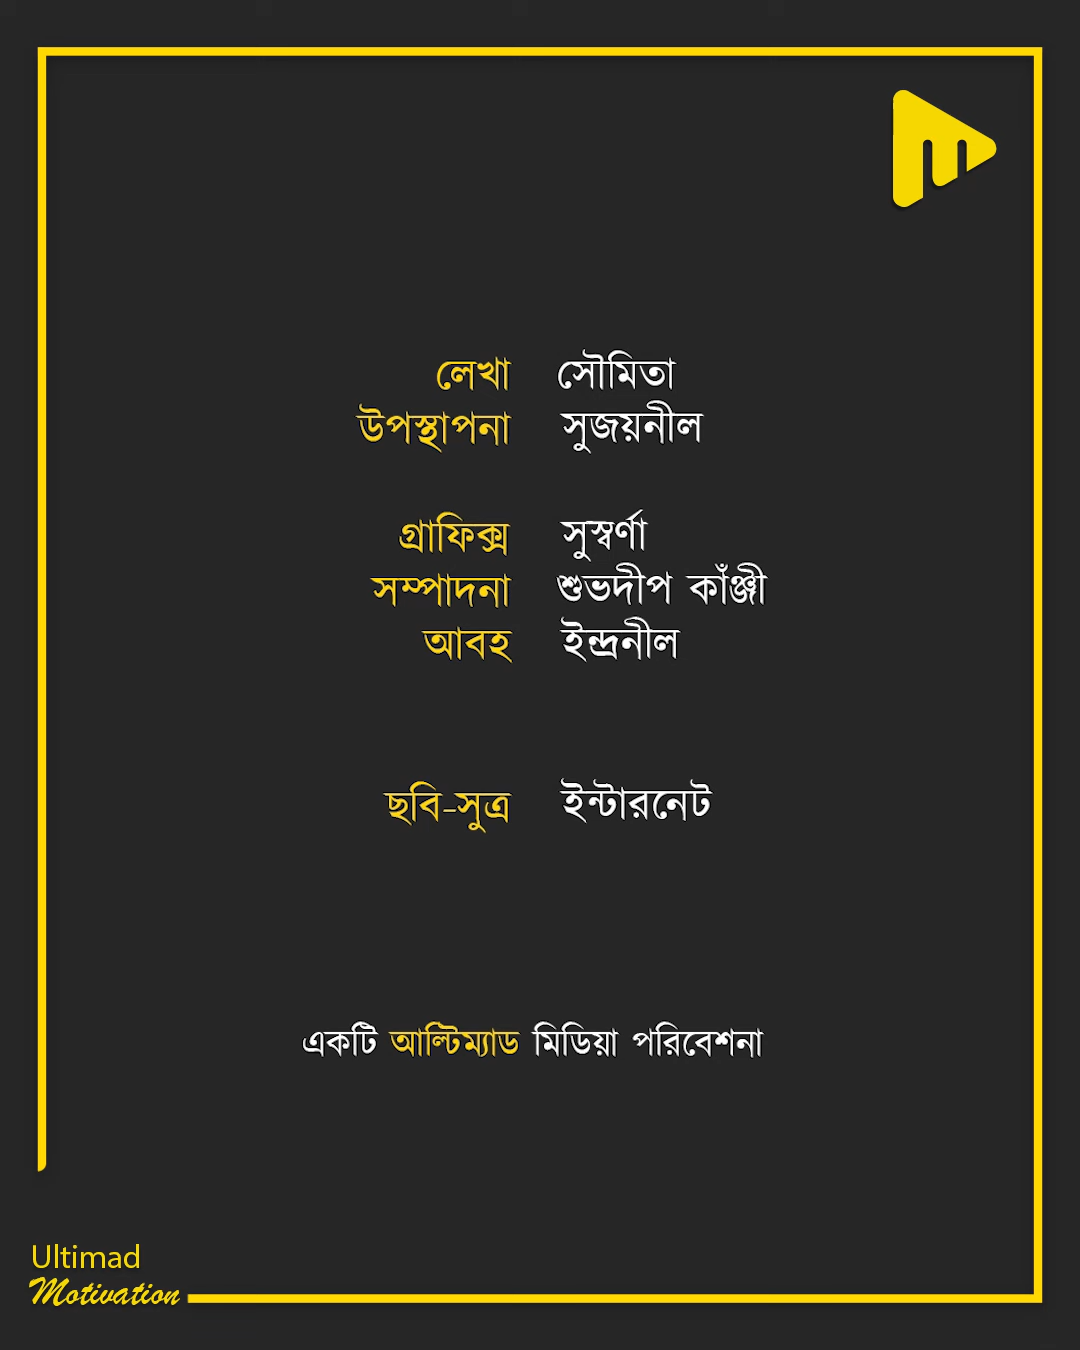 লেখা সৌমিতা
উপস্থাপনা সুজয়নীল
গ্রাফিক্স সুস্বর্ণা
সম্পাদনা শুভদীপ কাঁঞ্জী
আবহ ইন্দ্রনীল
ছবি-সুত্র ইন্টারনেট
একটি আল্টিম্যাড মিডিয়া পরিবেশনা
Ultimad
Motivation